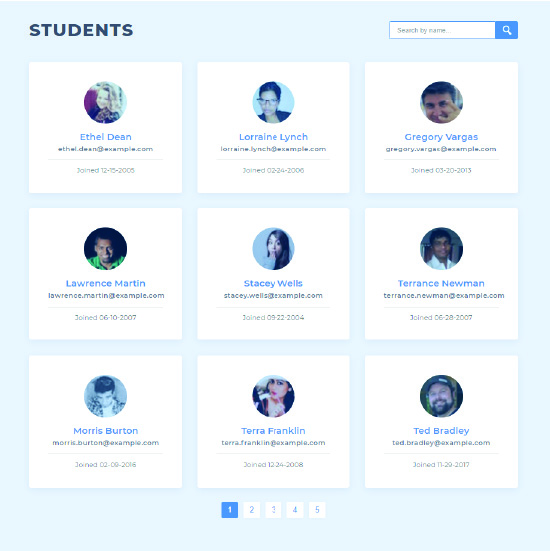 STUDENTS
Search by name...
Ethel Dean
ethel.dean@example.com
Joined 12-15-2005
Lorraine Lynch
lorraine.lynch@example.com
Joined 02-24-2006
Gregory Vargas
gregory.vargas@example.com
Joined 03-20-2013
Lawrence Martin
lawrence.martin@example.com
Joined 06-10-2007
Stacey Wells
stacey.wells@example.com
Joined 09-22-2004
Terrance Newman
terrance.newman@example.com
Joined 06-28-2007
Morris Burton
morris.burton@example.com
Joined 02-09-2016
Terra Franklin
terra.franklin@example.com
Joined 12-24-2008
Ted Bradley
ted.bradley@example.com
Joined 11-29-2017
1 2 3 4 5